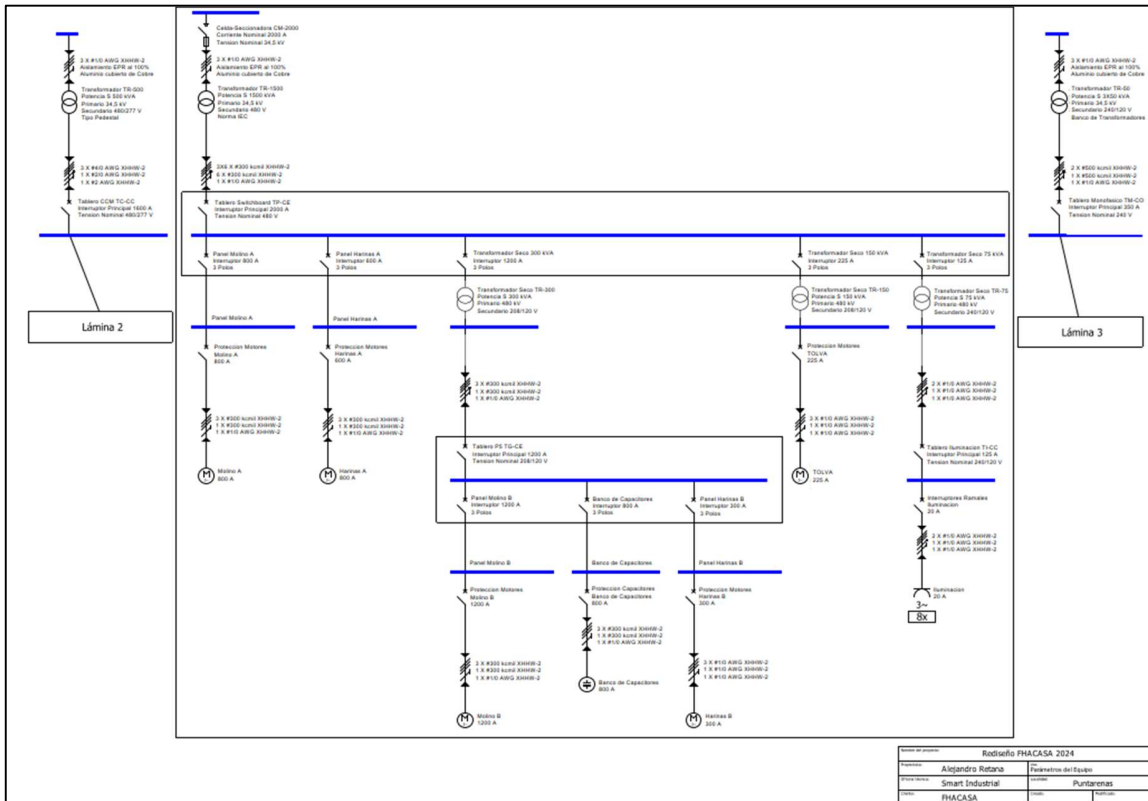 Celda Seccionadora CM-2000
Corriente Nominal 2000 A
Tension Nominal 34,5 kV
3 X #1/0 AWG XHHW-2
Aislamiento EPR al 100%
Aluminio cubierto de Cobre
Transformador TR-500
Potencia S 500 kVA
Primario 34,5 kV
Secundario 480/277 V
Tipo Pedestal
3 X #4/0 AWG XHHW-2
1 X #2/0 AWG XHHW-2
1 X #2 AWG XHHW-2
Tablero CCM TC-CC
Interruptor Principal 1600 A
Tension Nominal 480/277 V
Lámina 2
3 X #1/0 AWG XHHW-2
Aislamiento EPR al 100%
Aluminio cubierto de Cobre
Transformador TR-1500
Potencia S 1500 kVA
Primario 34,5 kV
Secundario 480 V
Norma IEC
3X6 X #300 kcmil XHHW-2
6 X #300 kcmil XHHW-2
1 X #1/0 AWG XHHW-2
Tablero Switchboard TP-CE
Interruptor Principal 2000 A
Tension Nominal 480 V
3 X #1/0 AWG XHHW-2
Aislamiento EPR al 100%
Aluminio cubierto de Cobre
Transformador TR-50
Potencia S 3X50 kVA
Primario 34,5 kV
Secundario 240/120 V
Banco de Transformadores
2 X #500 kcmil XHHW-2
1 X #500 kcmil XHHW-2
1 X #1/0 AWG XHHW-2
Tablero Monofasico TM-CO
Interruptor Principal 350 A
Tension Nominal 240 V
Lámina 3
Panel Molino A
Interruptor 800 A
3 Polos
Panel Harinas A
Interruptor 600 A
3 Polos
Transformador Seco 300 kVA
Interruptor 1200 A
3 Polos
Transformador Seco 150 kVA
Interruptor 225 A
3 Polos
Transformador Seco 75 kVA
Interruptor 125 A
3 Polos
Transformador Seco TR-300
Potencia S 300 kVA
Primario 480 kV
Secundario 208/120 V
Transformador Seco TR-150
Potencia S 150 kVA
Primario 480 kV
Secundario 208/120 V
Transformador Seco TR-75
Potencia S 75 kVA
Primario 480 kV
Secundario 240/120 V
Panel Molino A
Panel Harinas A
Proteccion Motores
Molino A
800 A
Proteccion Motores
Harinas A
600 A
Proteccion Motores
TOLVA
225 A
3 X #300 kcmil XHHW-2
1 X #300 kcmil XHHW-2
1 X #1/0 AWG XHHW-2
2 X #1/0 AWG XHHW-2
1 X #1/0 AWG XHHW-2
1 X #1/0 AWG XHHW-2
3 X #300 kcmil XHHW-2
1 X #300 kcmil XHHW-2
1 X #1/0 AWG XHHW-2
3 X #300 kcmil XHHW-2
1 X #300 kcmil XHHW-2
1 X #1/0 AWG XHHW-2
3 X #1/0 AWG XHHW-2
1 X #1/0 AWG XHHW-2
1 X #1/0 AWG XHHW-2
Tablero P5 TG-CE
Interruptor Principal 1200 A
Tension Nominal 208/120 V
Tablero Iluminacion TI-CC
Interruptor Principal 125 A
Tension Nominal 240/120 V
M
Molino A
800 A
M
Harinas A
800 A
M
TOLVA
225 A
Panel Molino B
Interruptor 1200 A
3 Polos
Banco de Capacitores
Interruptor 800 A
3 Polos
Panel Harinas B
Interruptor 300 A
3 Polos
Interruptores Ramales
Iluminacion
20 A
2 X #1/0 AWG XHHW-2
1 X #1/0 AWG XHHW-2
1 X #1/0 AWG XHHW-2
Panel Molino B
Banco de Capacitores
Panel Harinas B
Proteccion Motores
Molino B
1200 A
Proteccion Capacitores
Banco de Capacitores
800 A
Proteccion Motores
Harinas B
300 A
Iluminacion
20 A
3~
8x
3 X #300 kcmil XHHW-2
1 X #300 kcmil XHHW-2
1 X #1/0 AWG XHHW-2
3 X #300 kcmil XHHW-2
1 X #300 kcmil XHHW-2
1 X #1/0 AWG XHHW-2
3 X #1/0 AWG XHHW-2
1 X #1/0 AWG XHHW-2
1 X #1/0 AWG XHHW-2
Banco de Capacitores
800 A
M
Molino B
1200 A
M
Harinas B
300 A
Nombre del proyecto:
Rediseño FHACASA 2024
Alejandro Retana
Parámetros del Equipo
Smart Industrial
Puntarenas
FHACASA